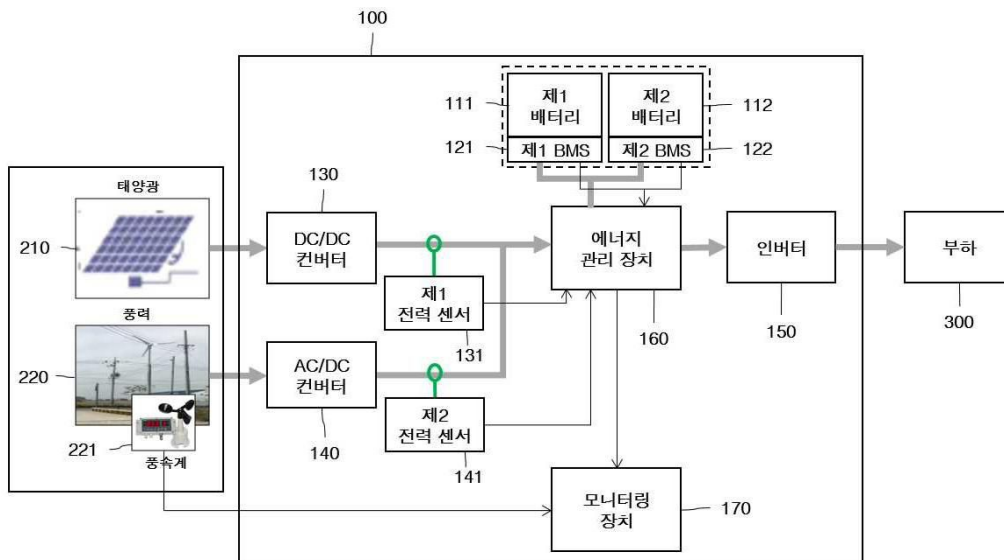 100
111
제1
배터리
제2
배터리
112
121
제1 BMS
제2 BMS
122
태양광
210
130
DC/DC
컨버터
에너지
관리 장치
인버터
부하
제1
전력 센서
131
160
150
300
풍력
220
AC/DC
컨버터
140
제2
전력 센서
141
221
풍속계
모니터링
장치
170